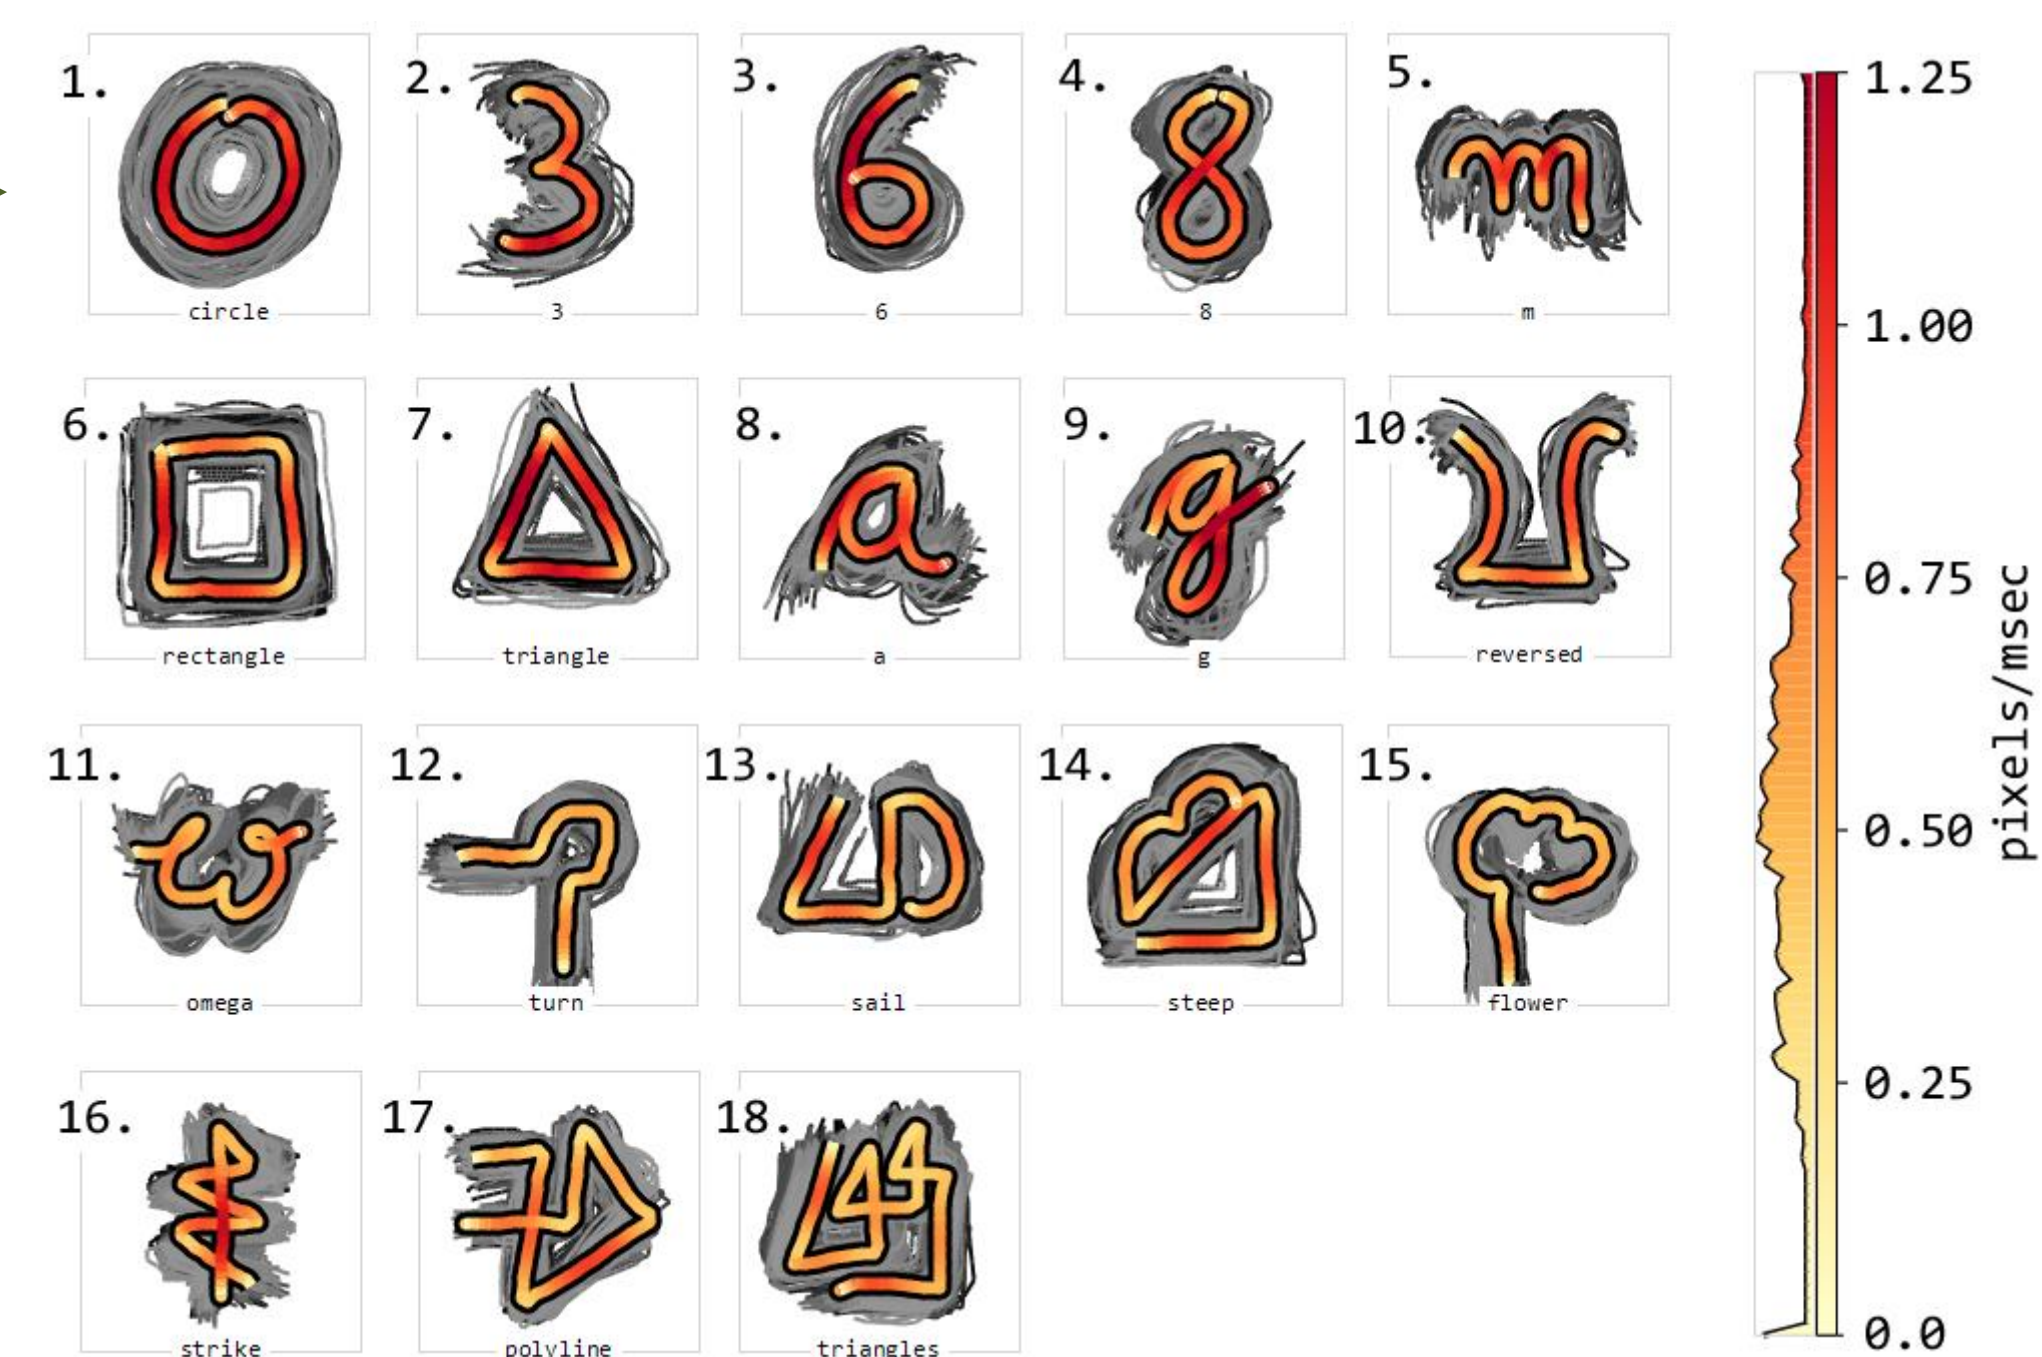 1. 2. 3. 4. 5.
circle 3 6 8 m
6. 7. 8. 9. 10.
rectangle triangle a g reversed
11. 12. 13. 14. 15.
omega turn sail steep flower
16. 17. 18.
strike polyline triangles
1.25
1.00
0.75
0.50
0.25
0.0
pixels/msec